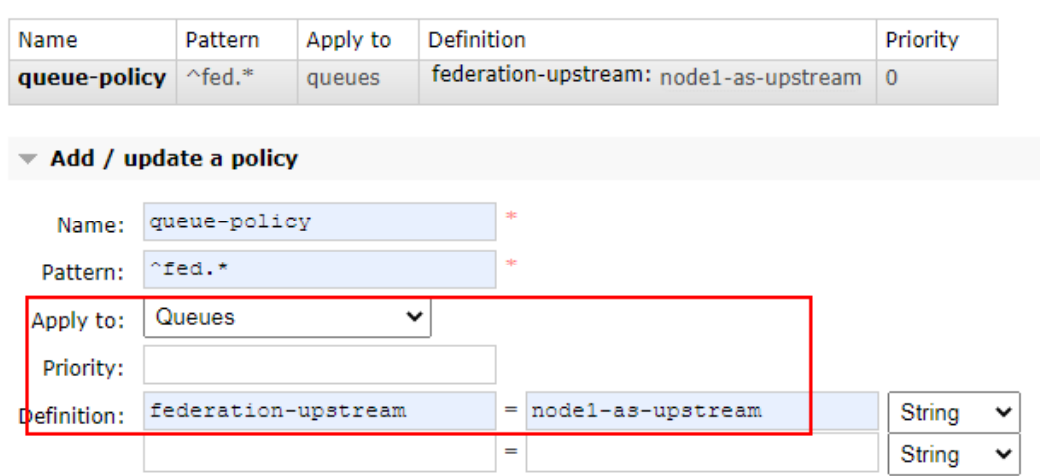 Name Pattern Apply to Definition Priority
queue-policy ^fed.* queues federation-upstream: node1-as-upstream 0
Add / update a policy
Name: queue-policy *
Pattern: ^fed.* *
Apply to: Queues
Priority:
Definition: federation-upstream = node1-as-upstream String
= String